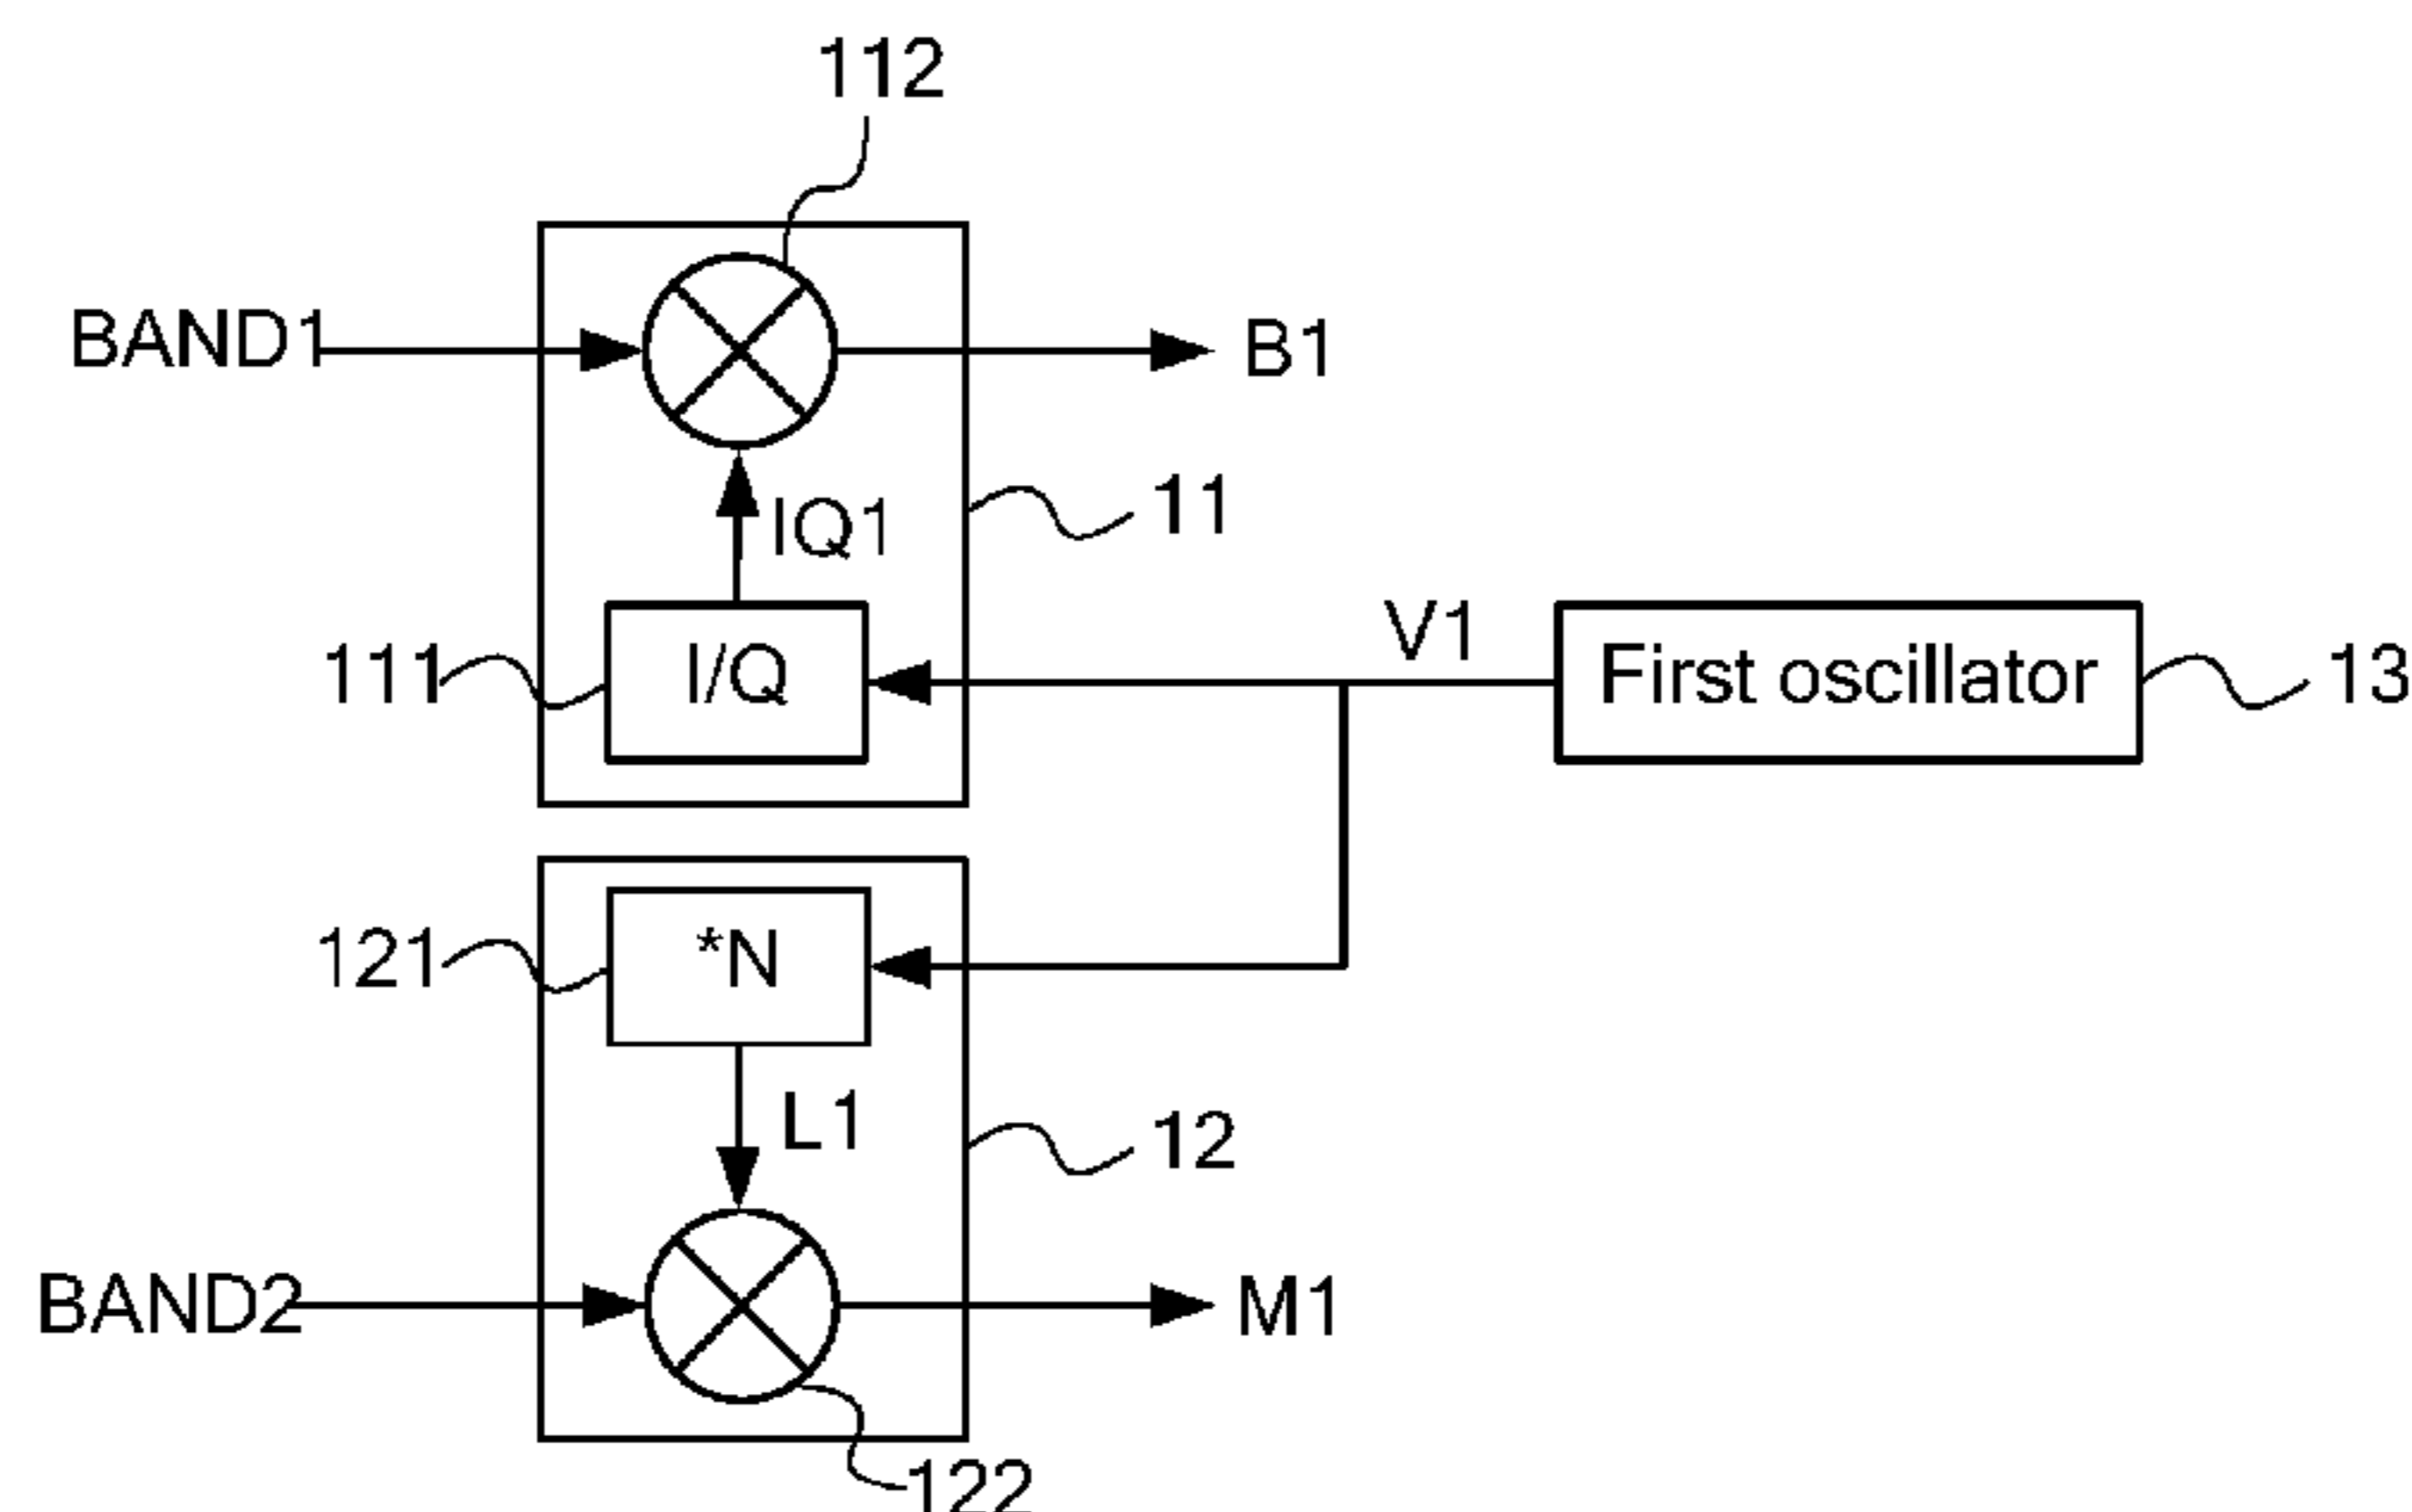 112
BAND1
B1
IQ1
11
V1
111
I/Q
First oscillator
13
121
*N
L1
12
BAND2
M1
122